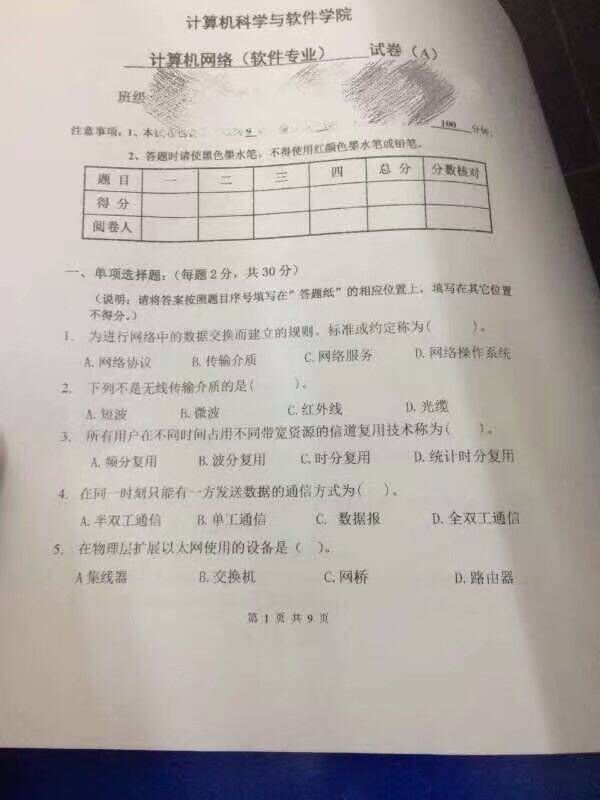 计算机科学与软件学院
计算机网络（软件专业） 试卷（A）
班级
注意事项：1、本 9 100 分钟。
2、答题时请使黑色墨水笔，不得使用红颜色墨水笔或铅笔。
题 目 一 二 三 四 总 分 分数核对
得 分
阅卷人
一、单项选择题：（每题2分，共30分）
（说明：请将答案按照题目序号填写在"答题纸"的相应位置上，填写在其它位置
不得分。）
1. 为进行网络中的数据交换而建立的规则、标准或约定称为( )。
A.网络协议 B.传输介质 C.网络服务 D.网络操作系统
2. 下列不是无线传输介质的是( )。
A.短波 B.微波 C.红外线 D.光缆
3. 所有用户在不同时间占用不同带宽资源的信道复用技术称为( )。
A.频分复用 B.波分复用 C.时分复用 D.统计时分复用
4. 在同一时刻只能有一方发送数据的通信方式为( )。
A.半双工通信 B.单工通信 C. 数据报 D.全双工通信
5. 在物理层扩展以太网使用的设备是( )。
A集线器 B.交换机 C.网桥 D.路由器
第 1 页 共 9 页